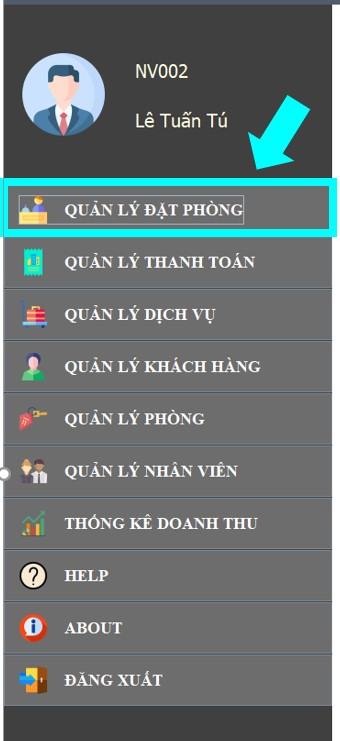 NV002
Lê Tuấn Tú
QUẢN LÝ ĐẶT PHÒNG
QUẢN LÝ THANH TOÁN
QUẢN LÝ DỊCH VỤ
QUẢN LÝ KHÁCH HÀNG
QUẢN LÝ PHÒNG
QUẢN LÝ NHÂN VIÊN
THỐNG KÊ DOANH THU
HELP
ABOUT
ĐĂNG XUẤT